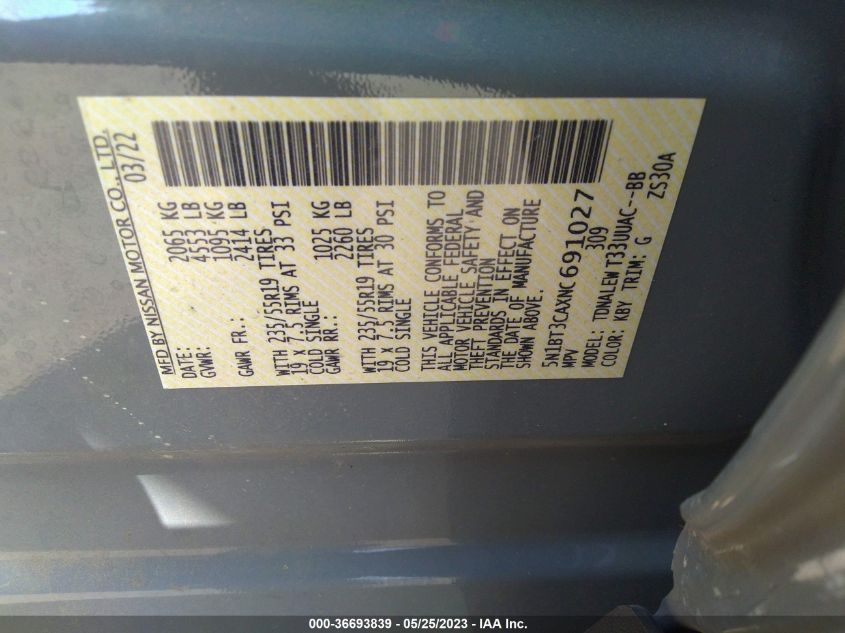 MFD BY NISSAN MOTOR CO., LTD.
DATE: 03/22
GVWR: 2065 KG
4553 LB
1095 KG
GAWR FR.: 2414 LB
WITH 235/55R19 TIRES
19 X 7.5 RIMS AT 33 PSI
COLD SINGLE 1025 KG
GAWR RR.: 2260 LB
WITH 235/55R19 TIRES
19 X 7.5 RIMS AT 30 PSI
COLD SINGLE
THIS VEHICLE CONFORMS TO
ALL APPLICABLE FEDERAL
MOTOR VEHICLE SAFETY AND
THEFT PREVENTION
STANDARDS IN EFFECT ON
THE DATE OF MANUFACTURE
SHOWN ABOVE.
5N1BT3CAXNC691027
MPV 309
MODEL: TDNALEW T33UUAC---BB
COLOR: KBY TRIM: G ZS30A
000-36693839 - 05/25/2023 - IAA Inc.